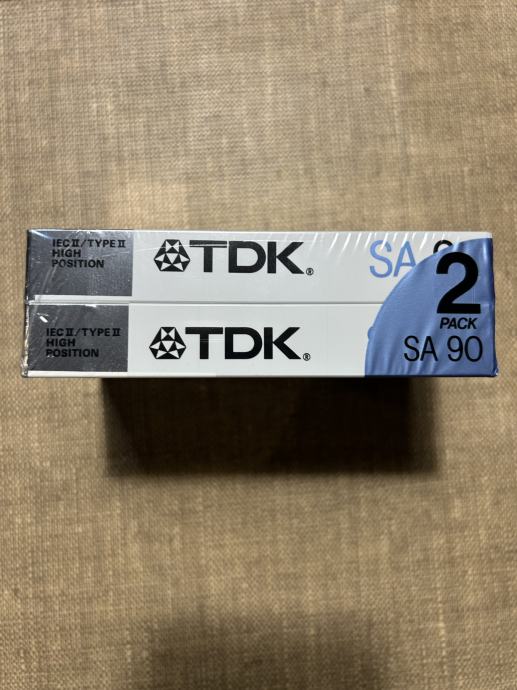 IEC II/TYPE II
HIGH
POSITION
TDK®
SA
2
PACK
SA 90
IEC II/TYPE II
HIGH
POSITION
TDK®